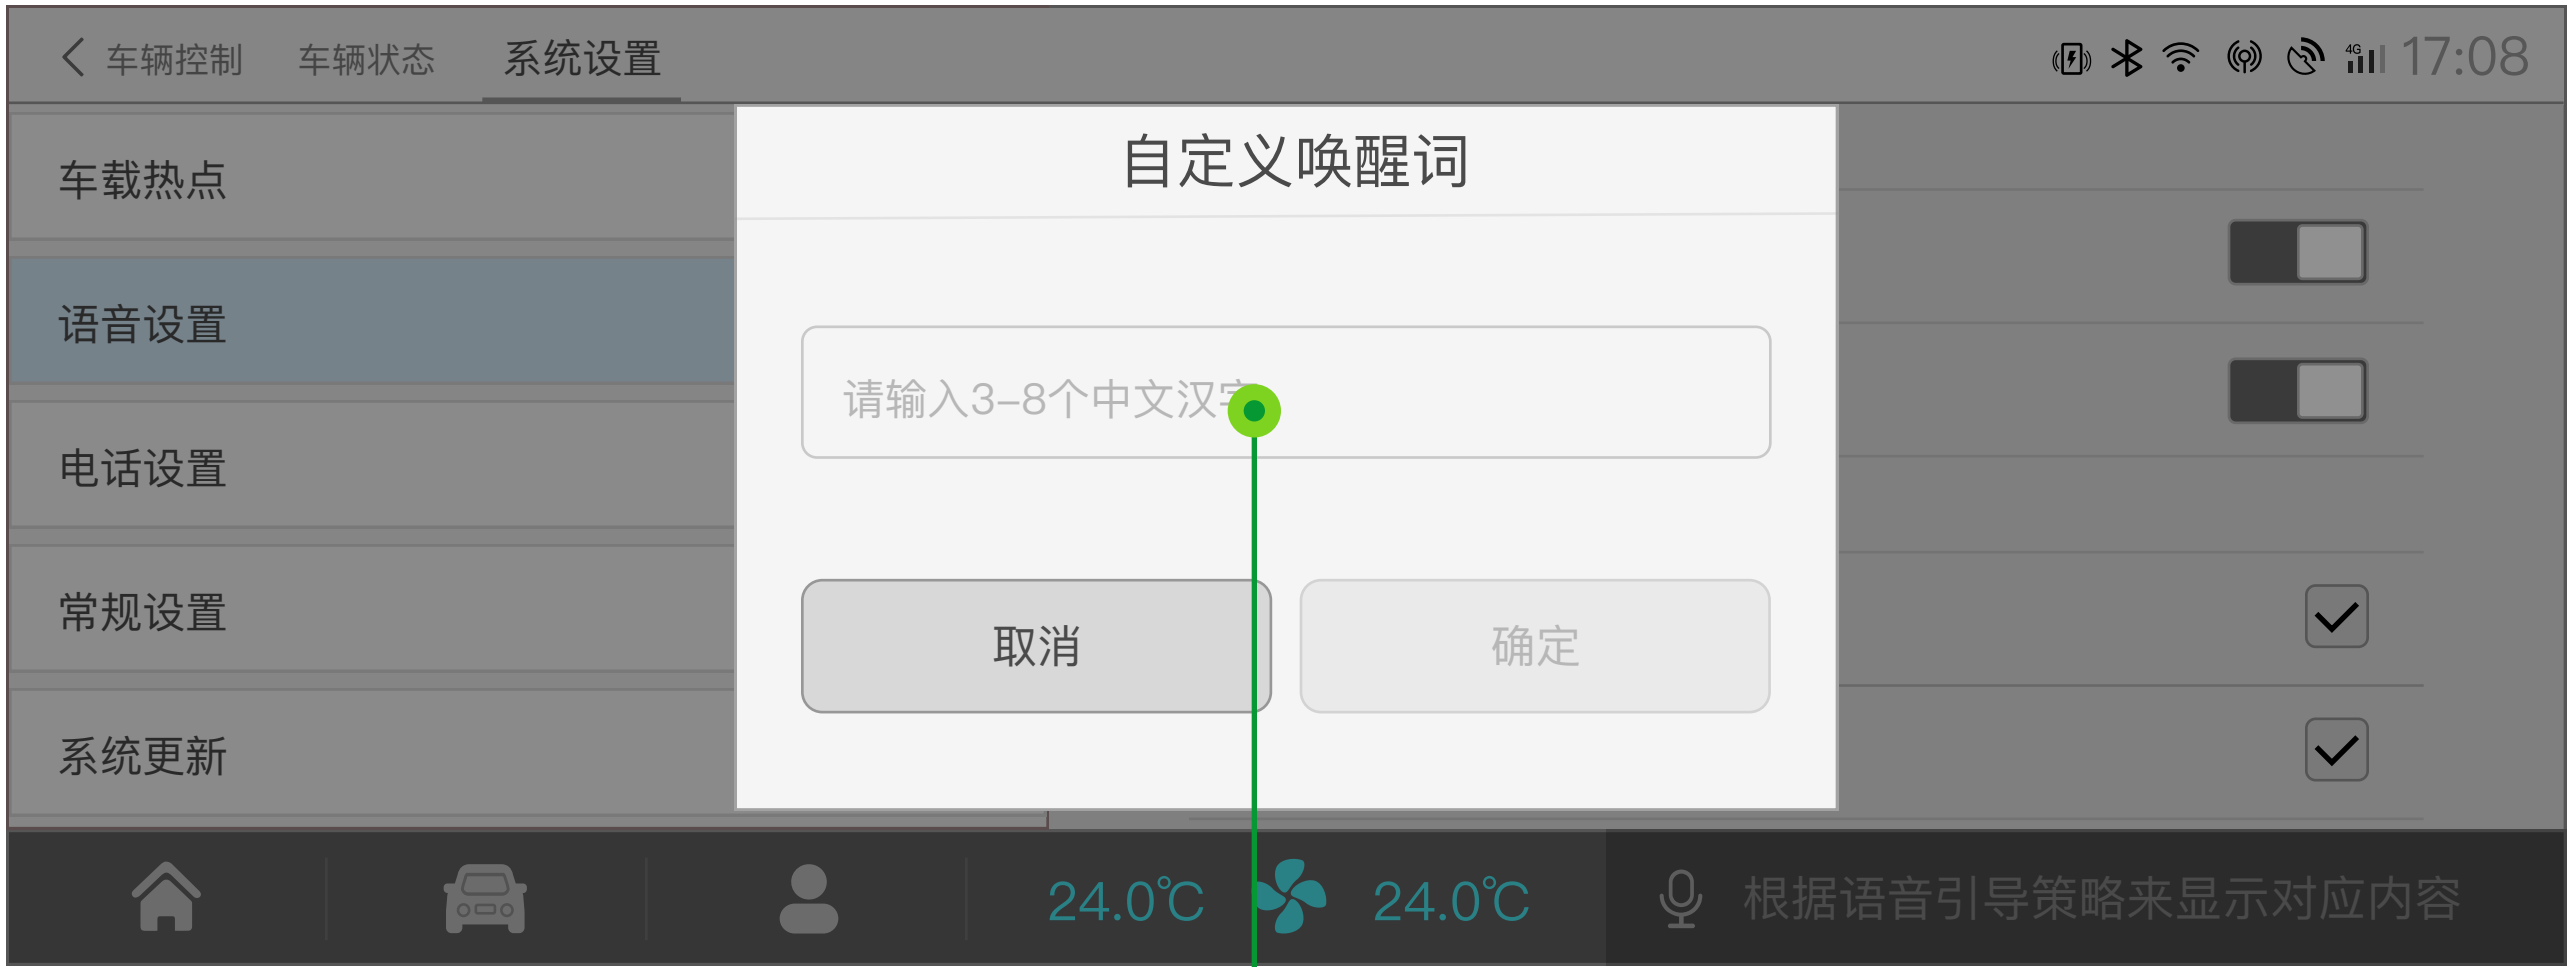 车辆控制 车辆状态 系统设置 4G 17:08
自定义唤醒词
车载热点
语音设置
请输入3-8个中文汉字
电话设置
常规设置
取消 确定
系统更新
24.0℃ 24.0℃ 根据语音引导策略来显示对应内容